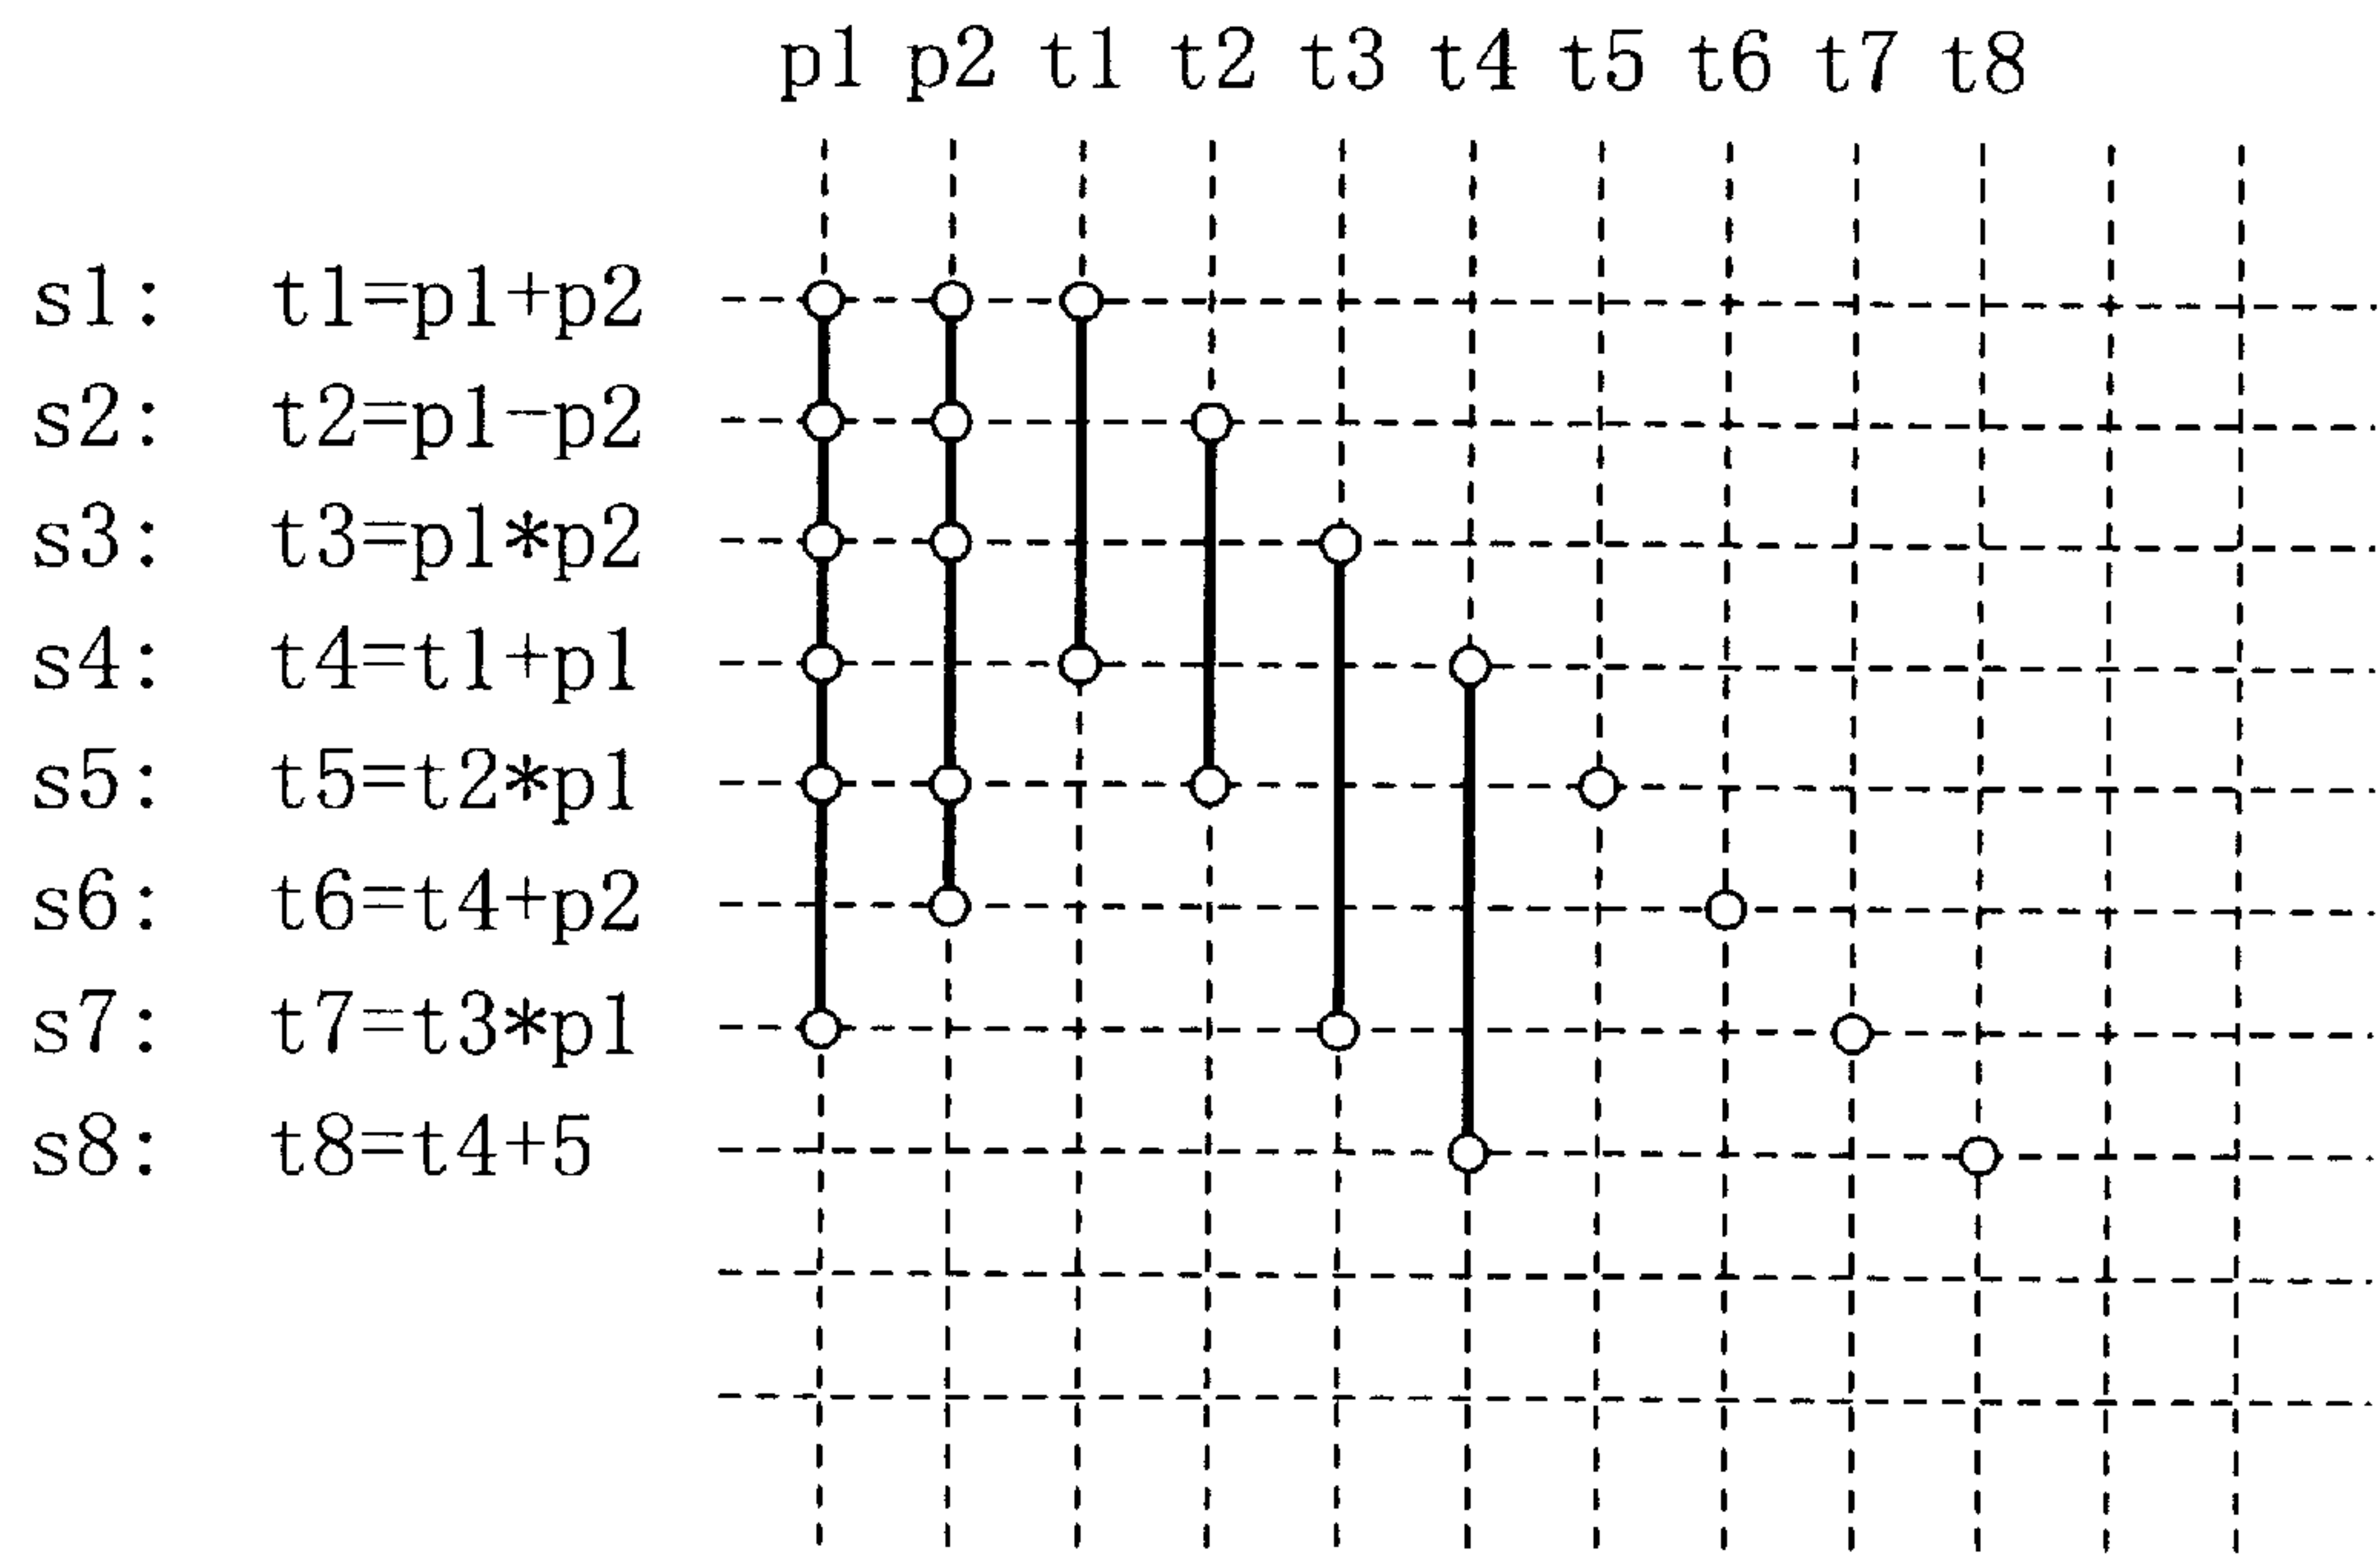 p1 p2 t1 t2 t3 t4 t5 t6 t7 t8
s1: t1=p1+p2
s2: t2=p1-p2
s3: t3=p1*p2
s4: t4=t1+p1
s5: t5=t2*p1
s6: t6=t4+p2
s7: t7=t3*p1
s8: t8=t4+5